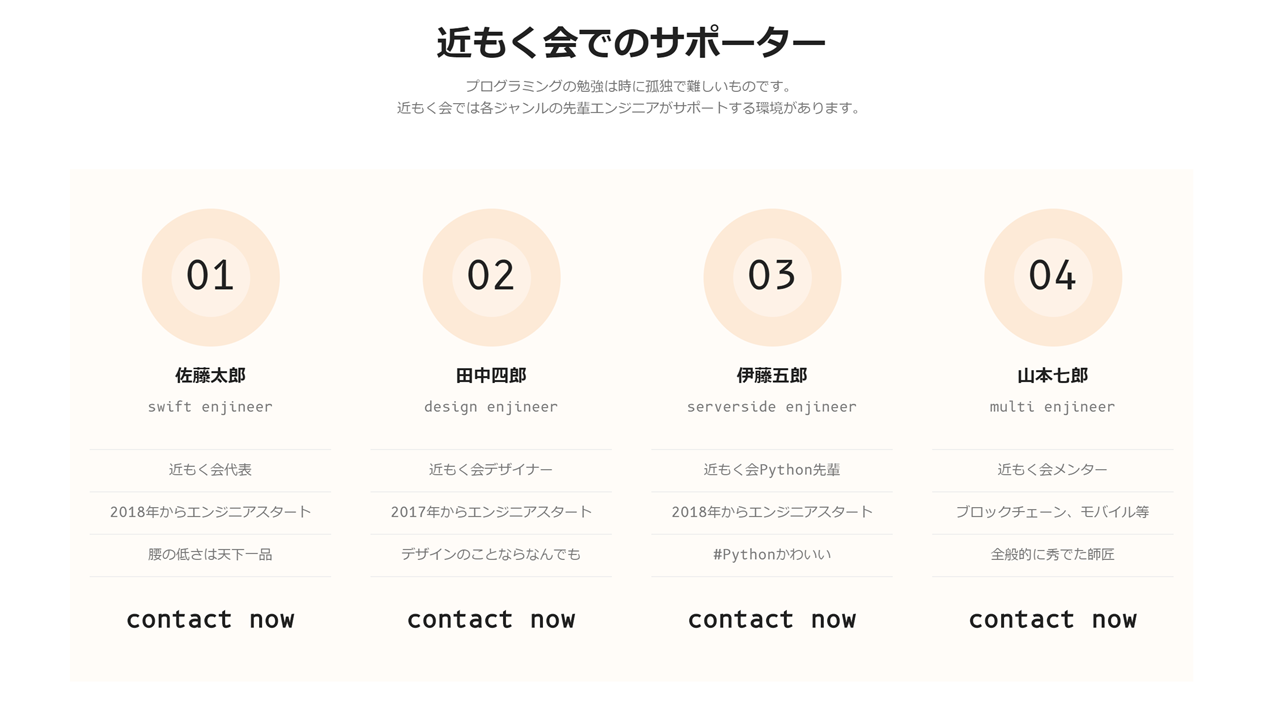 近もく会でのサポーター
プログラミングの勉強は時に孤独で難しいものです。
近もく会では各ジャンルの先輩エンジニアがサポートする環境があります。
01
佐藤太郎
swift enjineer
近もく会代表
2018年からエンジニアスタート
腰の低さは天下一品
contact now
02
田中四郎
design enjineer
近もく会デザイナー
2017年からエンジニアスタート
デザインのことならなんでも
contact now
03
伊藤五郎
serverside enjineer
近もく会Python先輩
2018年からエンジニアスタート
#Pythonかわいい
contact now
04
山本七郎
multi enjineer
近もく会メンター
ブロックチェーン、モバイル等
全般的に秀でた師匠
contact now